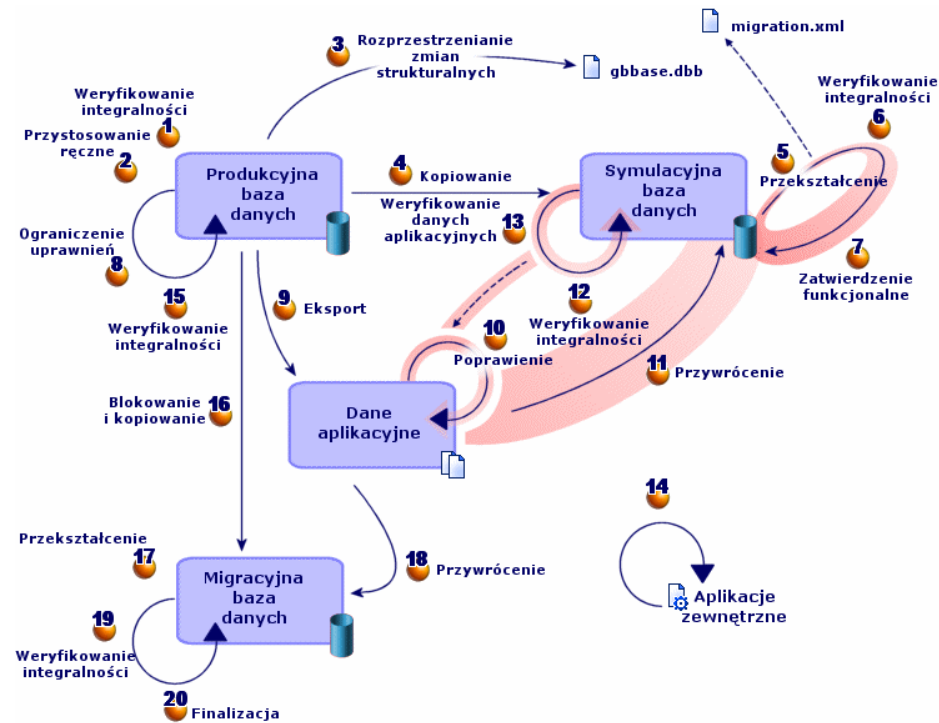 migration.xml
3
Rozprzestrzenianie
zmian
strukturalnych
gbbase.dbb
Weryfikowanie
integralności
1
Przystosowanie
ręczne
2
Weryfikowanie
integralności
6
Produkcyjna
baza
danych
4
Kopiowanie
Weryfikowanie
danych
aplikacyjnych
13
Symulacyjna
baza
danych
5
Przekształcenie
Ograniczenie
uprawnień
8
7
Zatwierdzenie
funkcjonalne
15
Weryfikowanie
integralności
9
Eksport
12
Weryfikowanie
integralności
10
Poprawienie
11
Przywrócenie
Blokowanie
i kopiowanie
16
Dane
aplikacyjne
14
Aplikacje
zewnętrzne
Przekształcenie
17
18
Przywrócenie
Migracyjna
baza
danych
19
Weryfikowanie
integralności
20
Finalizacja